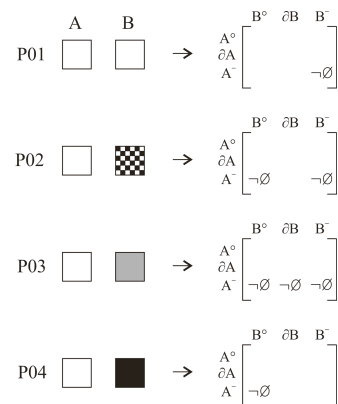 A B
B° ∂B B⁻
A°
P01 → ∂A
A⁻ ¬∅
B° ∂B B⁻
A°
P02 → ∂A
A⁻ ¬∅ ¬∅
B° ∂B B⁻
A°
P03 → ∂A
A⁻ ¬∅ ¬∅ ¬∅
B° ∂B B⁻
A°
P04 → ∂A
A⁻ ¬∅